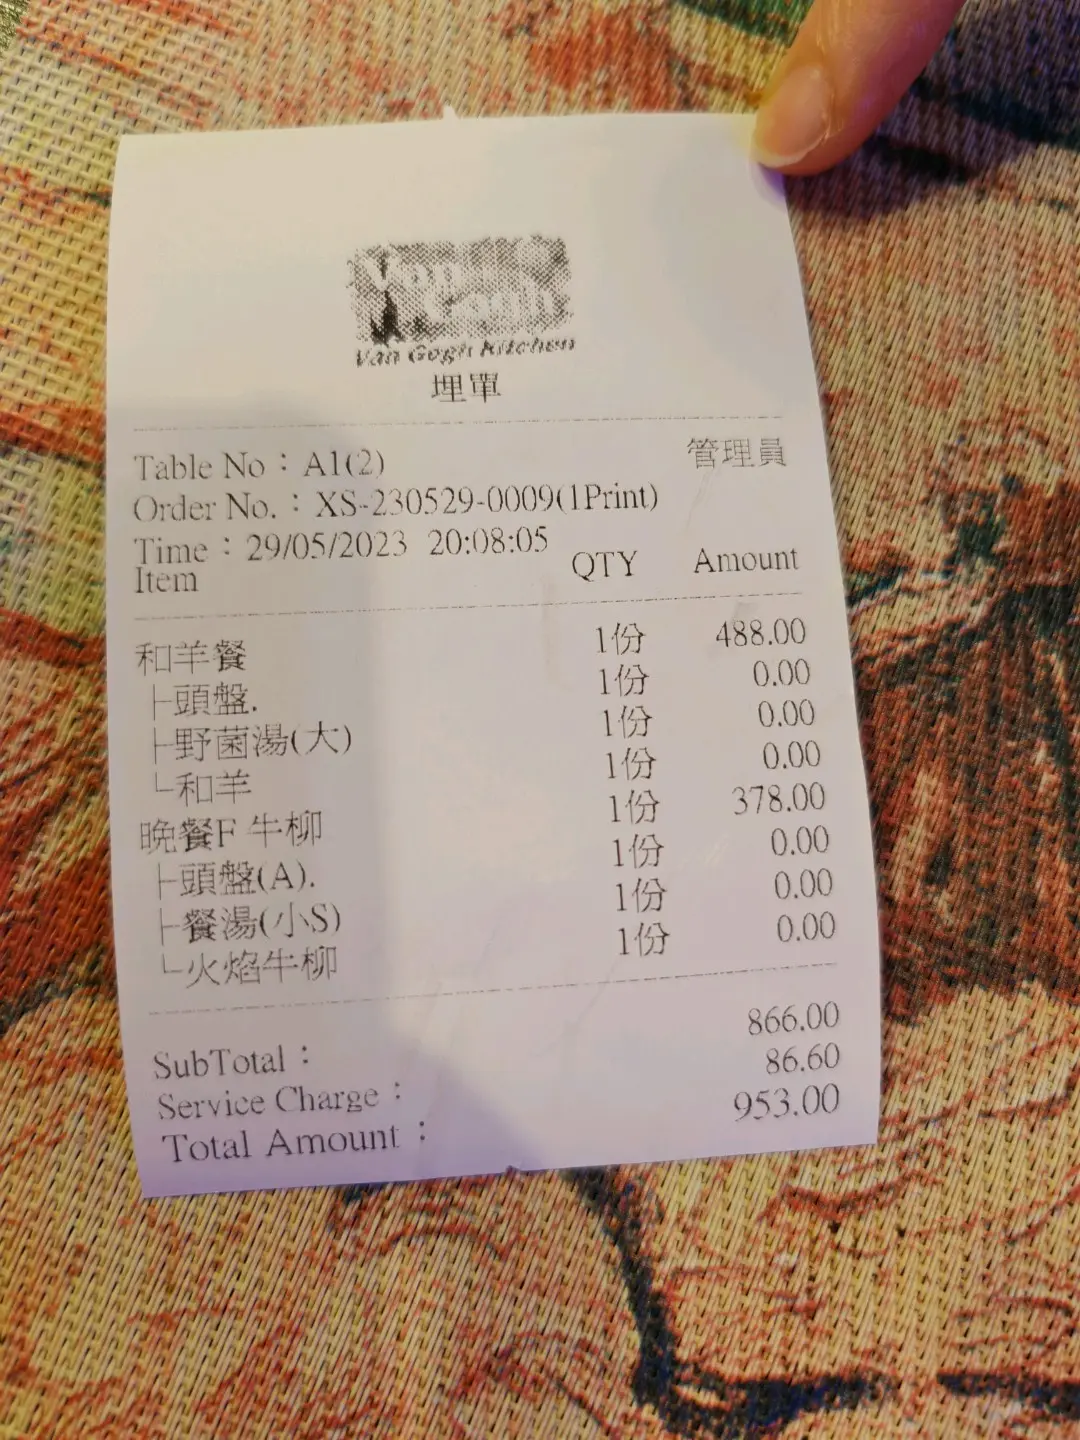 Van
Gogh
Van Gogh Kitchen
埋單
Table No：A1(2) 管理員
Order No.：XS-230529-0009(1Print)
Time：29/05/2023 20:08:05
Item QTY Amount
和羊餐 1份 488.00
├頭盤. 1份 0.00
├野菌湯(大) 1份 0.00
└和羊 1份 0.00
晚餐F 牛柳 1份 378.00
├頭盤(A). 1份 0.00
├餐湯(小S) 1份 0.00
└火焰牛柳 1份 0.00
SubTotal： 866.00
Service Charge： 86.60
Total Amount： 953.00